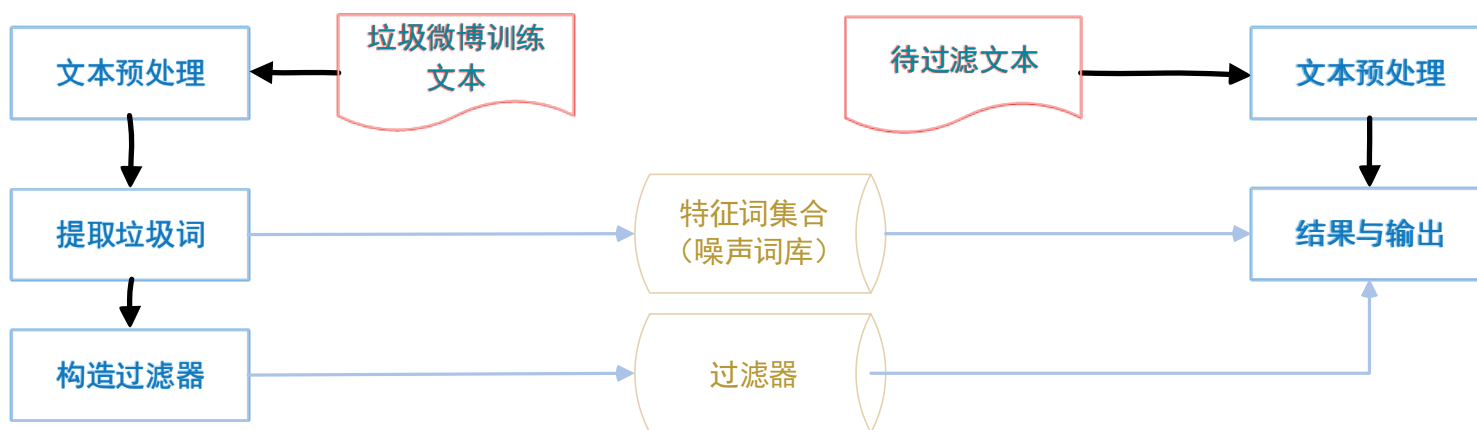 垃圾微博训练
文本
文本预处理
待过滤文本
文本预处理
提取垃圾词
特征词集合
（噪声词库）
结果与输出
构造过滤器
过滤器